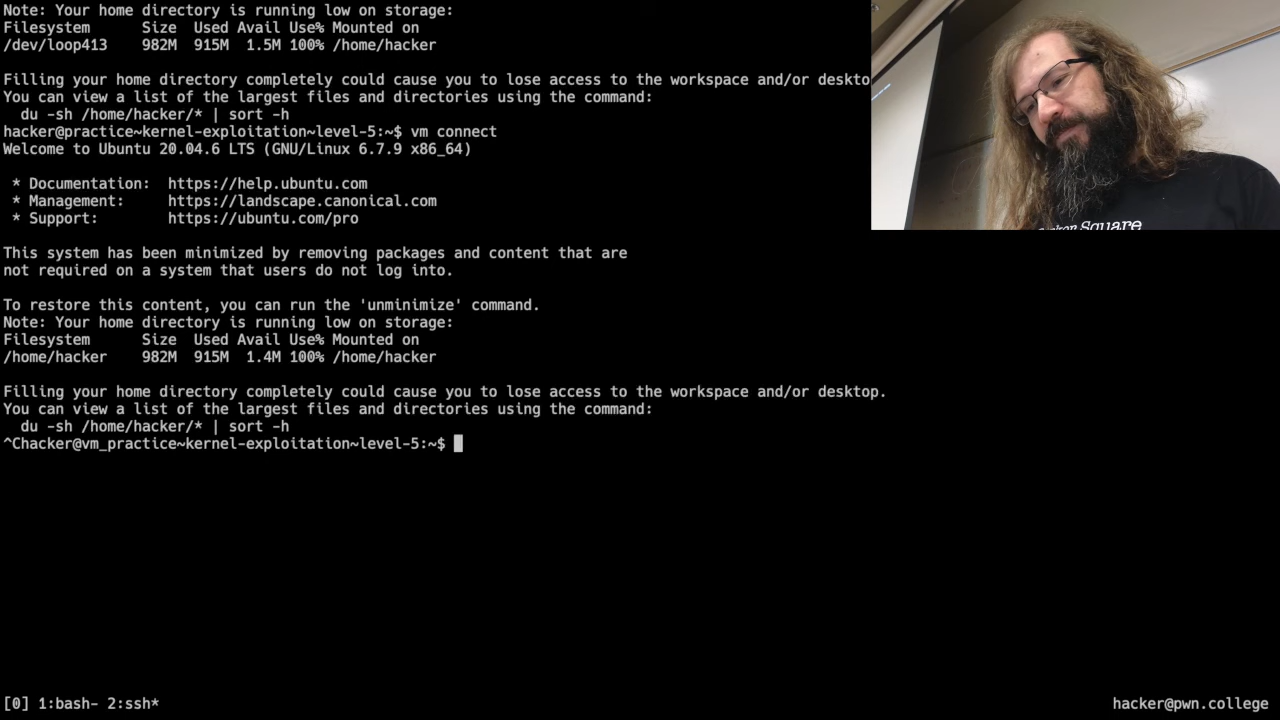 Note: Your home directory is running low on storage:
Filesystem      Size  Used Avail Use% Mounted on
/dev/loop413    982M  915M  1.5M 100% /home/hacker
Filling your home directory completely could cause you to lose access to the workspace and/or deskto
You can view a list of the largest files and directories using the command:
  du -sh /home/hacker/* | sort -h
hacker@practice~kernel-exploitation~level-5:~$ vm connect
Welcome to Ubuntu 20.04.6 LTS (GNU/Linux 6.7.9 x86_64)
 * Documentation:  https://help.ubuntu.com
 * Management:     https://landscape.canonical.com
 * Support:        https://ubuntu.com/pro
This system has been minimized by removing packages and content that are
not required on a system that users do not log into.
To restore this content, you can run the 'unminimize' command.
Note: Your home directory is running low on storage:
Filesystem      Size  Used Avail Use% Mounted on
/home/hacker    982M  915M  1.4M 100% /home/hacker
Filling your home directory completely could cause you to lose access to the workspace and/or desktop.
You can view a list of the largest files and directories using the command:
  du -sh /home/hacker/* | sort -h
^Chacker@vm_practice~kernel-exploitation~level-5:~$
[0] 1:bash- 2:ssh*
hacker@pwn.college
Square